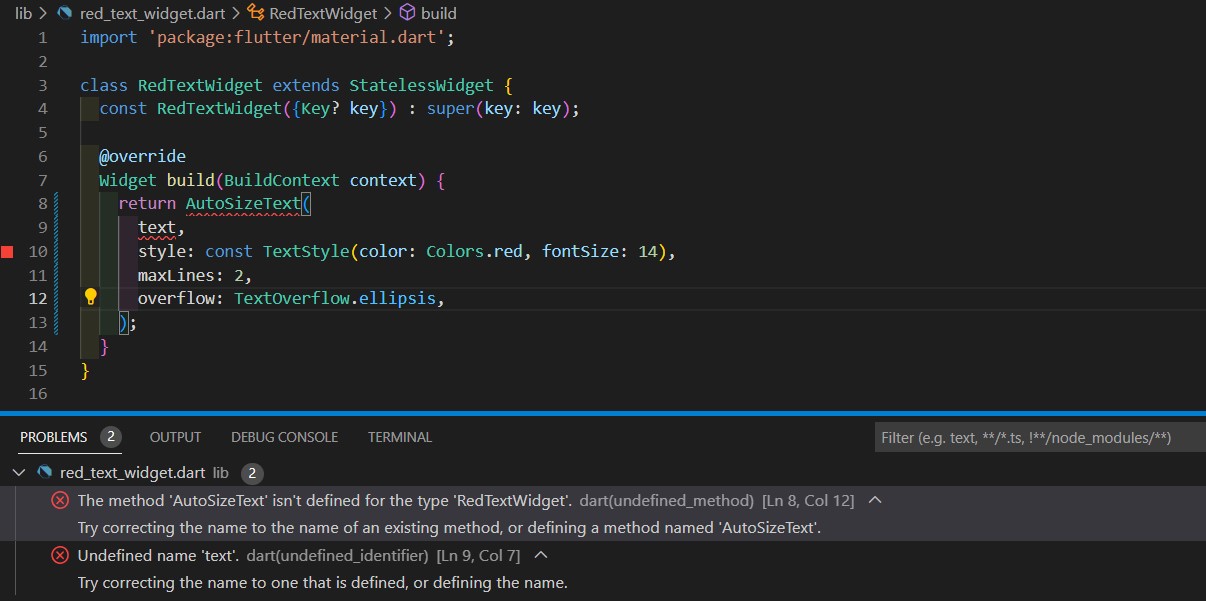 lib > red_text_widget.dart > RedTextWidget > build
1 import 'package:flutter/material.dart';
2
3 class RedTextWidget extends StatelessWidget {
4   const RedTextWidget({Key? key}) : super(key: key);
5
6   @override
7   Widget build(BuildContext context) {
8     return AutoSizeText(
9       text,
10       style: const TextStyle(color: Colors.red, fontSize: 14),
11       maxLines: 2,
12       overflow: TextOverflow.ellipsis,
13     );
14   }
15 }
16
PROBLEMS 2 OUTPUT DEBUG CONSOLE TERMINAL Filter (e.g. text, **/*.ts, !**/node_modules/**)
red_text_widget.dart lib 2
The method 'AutoSizeText' isn't defined for the type 'RedTextWidget'. dart(undefined_method) [Ln 8, Col 12]
Try correcting the name to the name of an existing method, or defining a method named 'AutoSizeText'.
Undefined name 'text'. dart(undefined_identifier) [Ln 9, Col 7]
Try correcting the name to one that is defined, or defining the name.